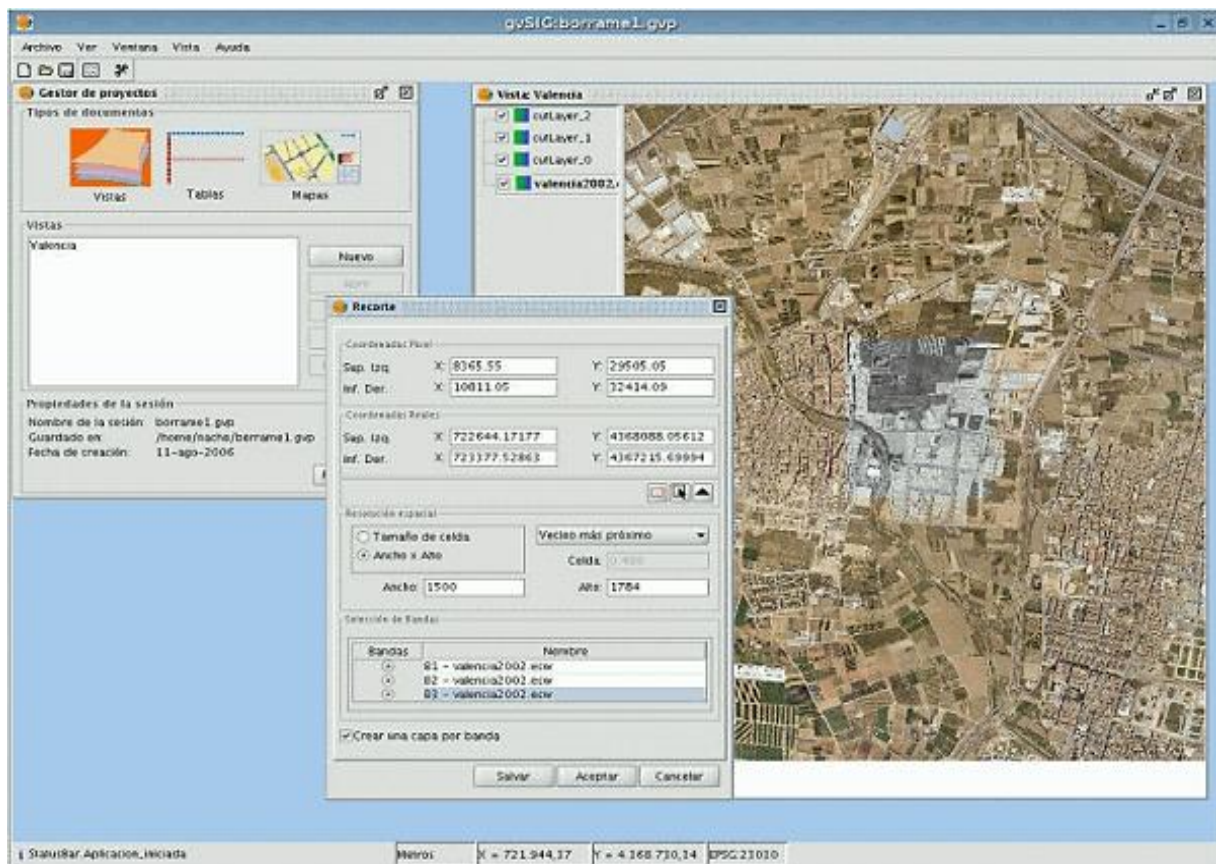 gvSIG:borrame1.gvp
Archivo Ver Ventana Vista Ayuda
Gestor de proyectos
Tipos de documentos
Vistas Tablas Mapas
Vistas
Valencia
Nuevo
Propiedades de la sesión
Nombre de la sesión: borrame1.gvp
Guardado en: /home/nacho/borrame1.gvp
Fecha de creación: 11-ago-2006
Vista: Valencia
cutLayer_2
cutLayer_1
cutLayer_0
valencia2002.
Recorte
Coordenadas Pixel
Sup. Izq. X: 8365.55 Y: 29505.05
Inf. Der. X: 10811.05 Y: 32414.09
Coordenadas Reales
Sup. Izq. X: 722644.17177 Y: 4368088.05612
Inf. Der. X: 723377.52863 Y: 4367215.69994
Resolución espacial
Tamaño de celda Vecino más próximo
Ancho x Alto Celda:
Ancho: 1500 Alto: 1784
Selección de Bandas
Bandas Nombre
B1 - valencia2002.ecw
B2 - valencia2002.ecw
B3 - valencia2002.ecw
Crear una capa por banda
Salvar Aceptar Cancelar
StatusBar.Aplicacion_iniciada Metros X = 721.944,37 Y = 4.368.730,34 EPSG:23030